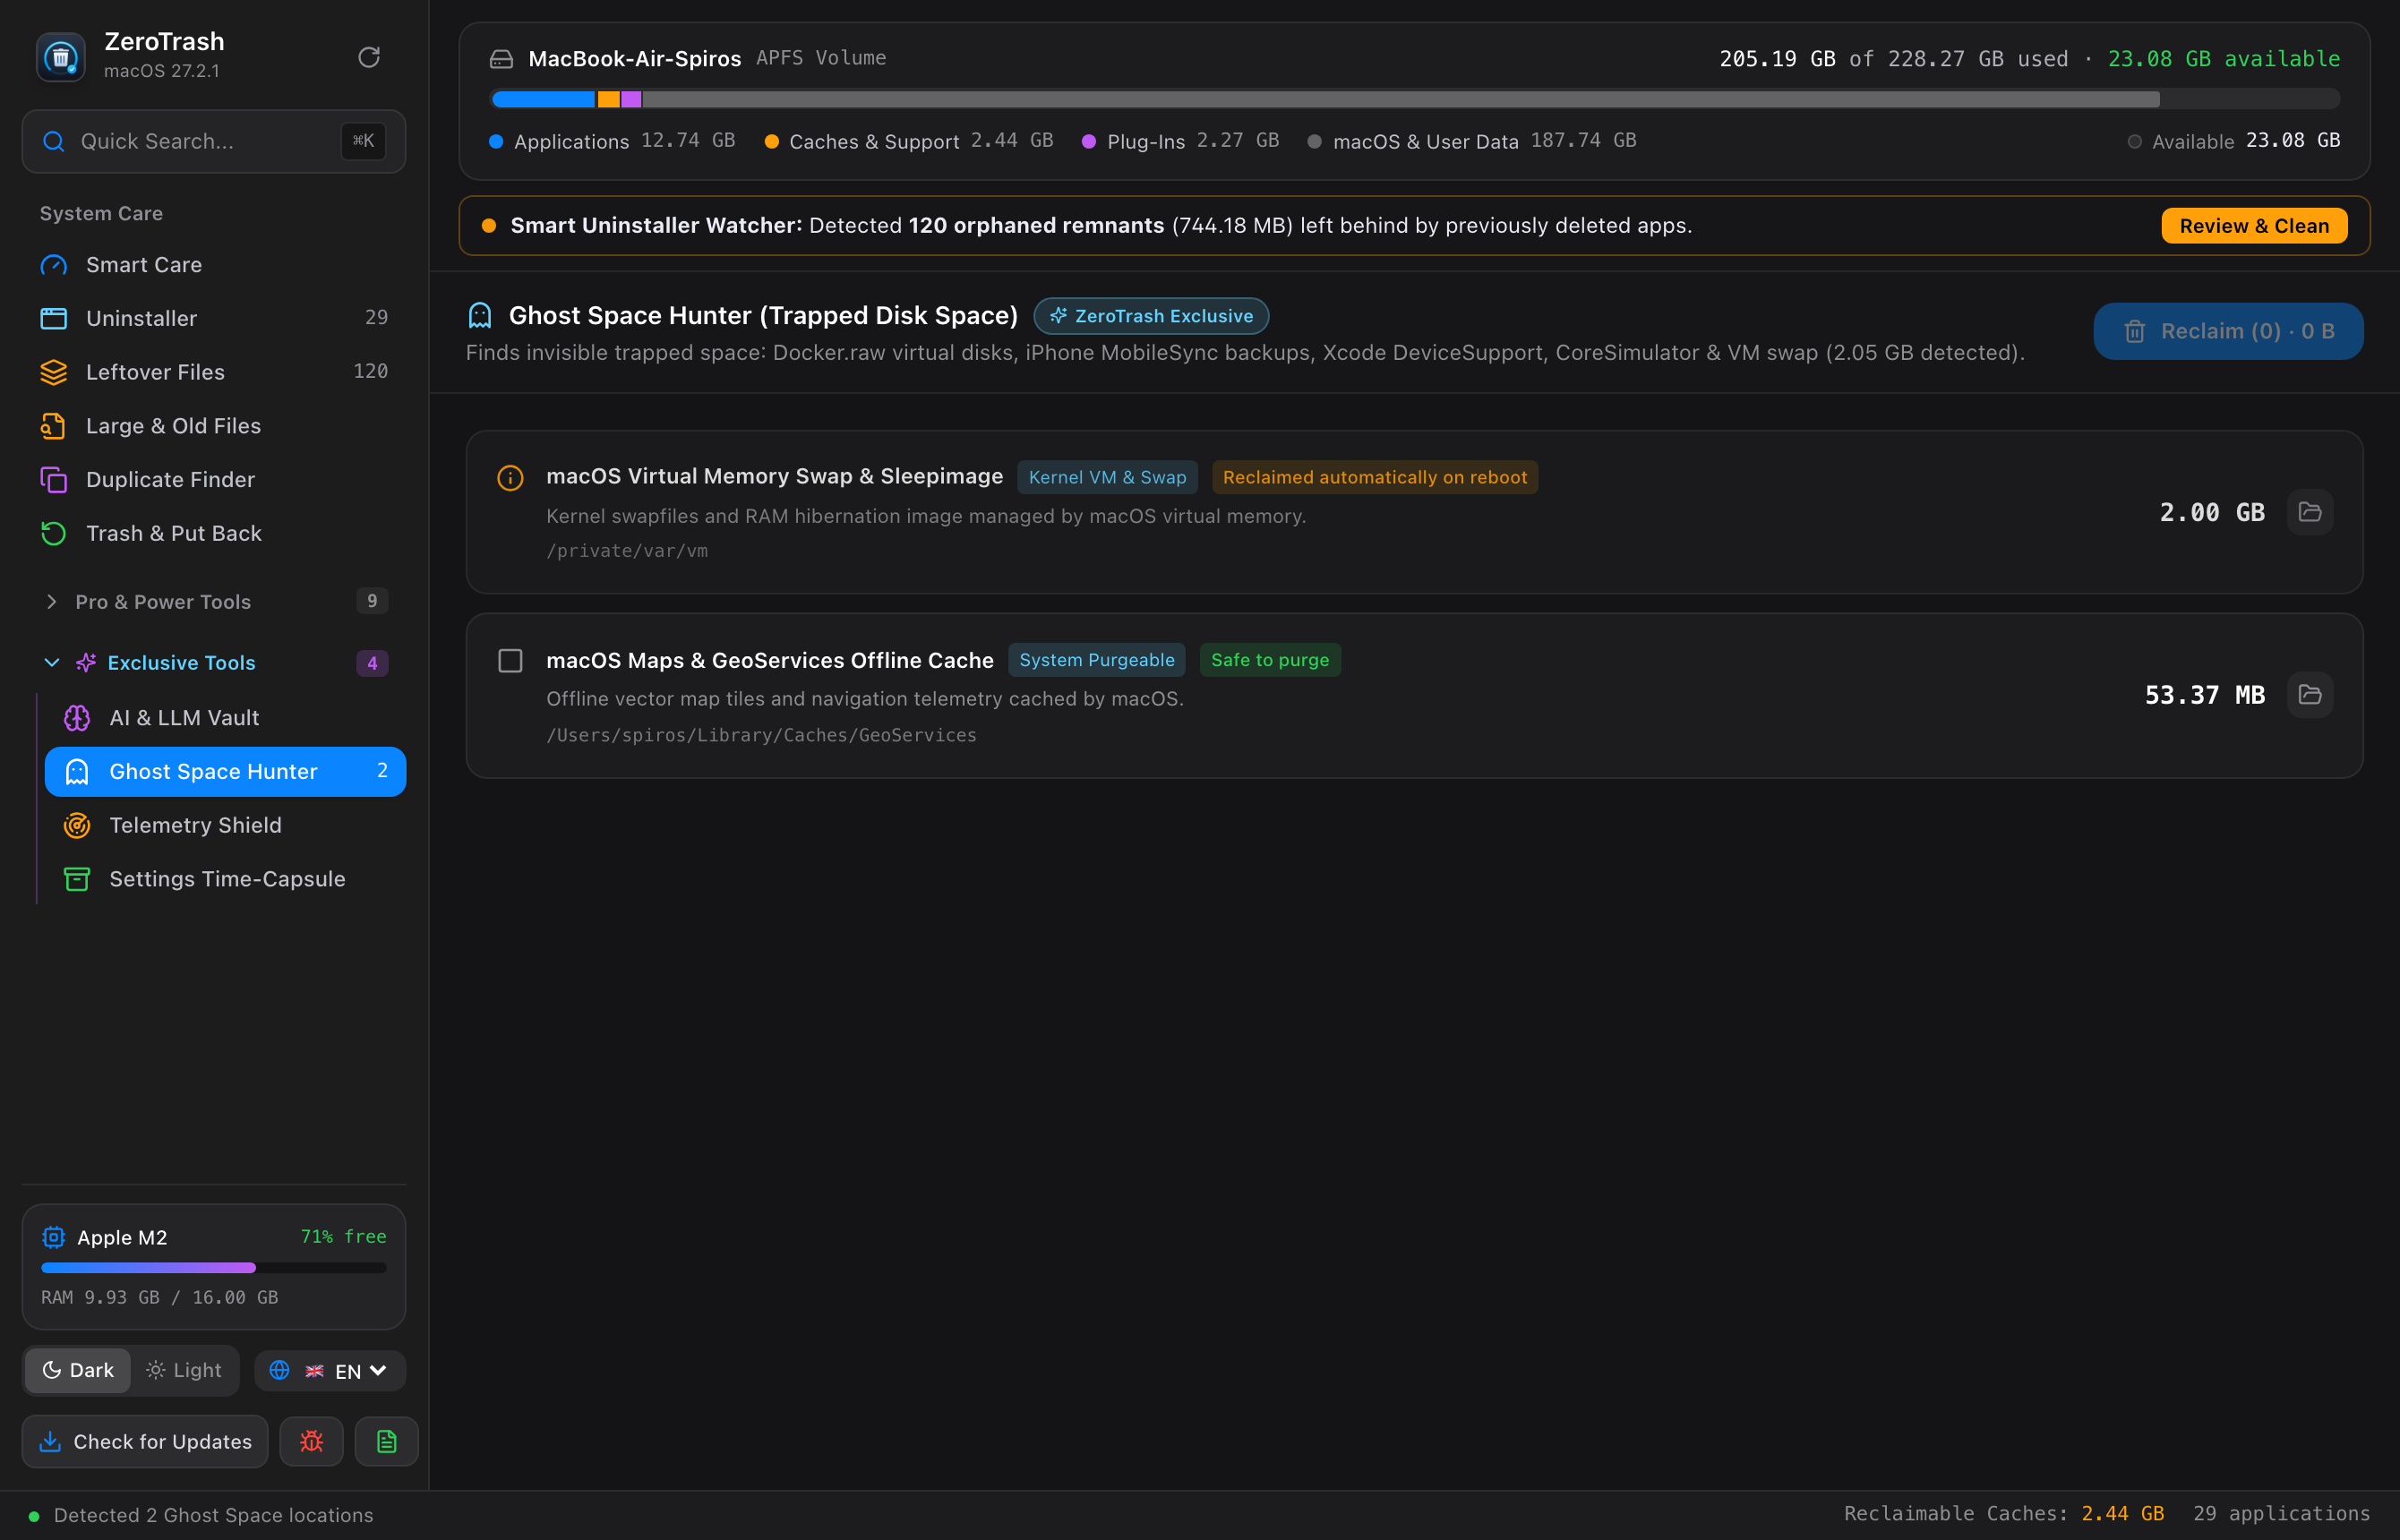 ZeroTrash
macOS 27.2.1
Quick Search... ⌘K
System Care
Smart Care
Uninstaller 29
Leftover Files 120
Large & Old Files
Duplicate Finder
Trash & Put Back
Pro & Power Tools 9
Exclusive Tools 4
AI & LLM Vault
Ghost Space Hunter 2
Telemetry Shield
Settings Time-Capsule
Apple M2 71% free
RAM 9.93 GB / 16.00 GB
Dark Light EN
Check for Updates
MacBook-Air-Spiros APFS Volume 205.19 GB of 228.27 GB used · 23.08 GB available
Applications 12.74 GB Caches & Support 2.44 GB Plug-Ins 2.27 GB macOS & User Data 187.74 GB Available 23.08 GB
Smart Uninstaller Watcher: Detected 120 orphaned remnants (744.18 MB) left behind by previously deleted apps. Review & Clean
Ghost Space Hunter (Trapped Disk Space) ZeroTrash Exclusive
Finds invisible trapped space: Docker.raw virtual disks, iPhone MobileSync backups, Xcode DeviceSupport, CoreSimulator & VM swap (2.05 GB detected).
Reclaim (0) · 0 B
macOS Virtual Memory Swap & Sleepimage Kernel VM & Swap Reclaimed automatically on reboot
Kernel swapfiles and RAM hibernation image managed by macOS virtual memory.
/private/var/vm
2.00 GB
macOS Maps & GeoServices Offline Cache System Purgeable Safe to purge
Offline vector map tiles and navigation telemetry cached by macOS.
/Users/spiros/Library/Caches/GeoServices
53.37 MB
Detected 2 Ghost Space locations
Reclaimable Caches: 2.44 GB 29 applications